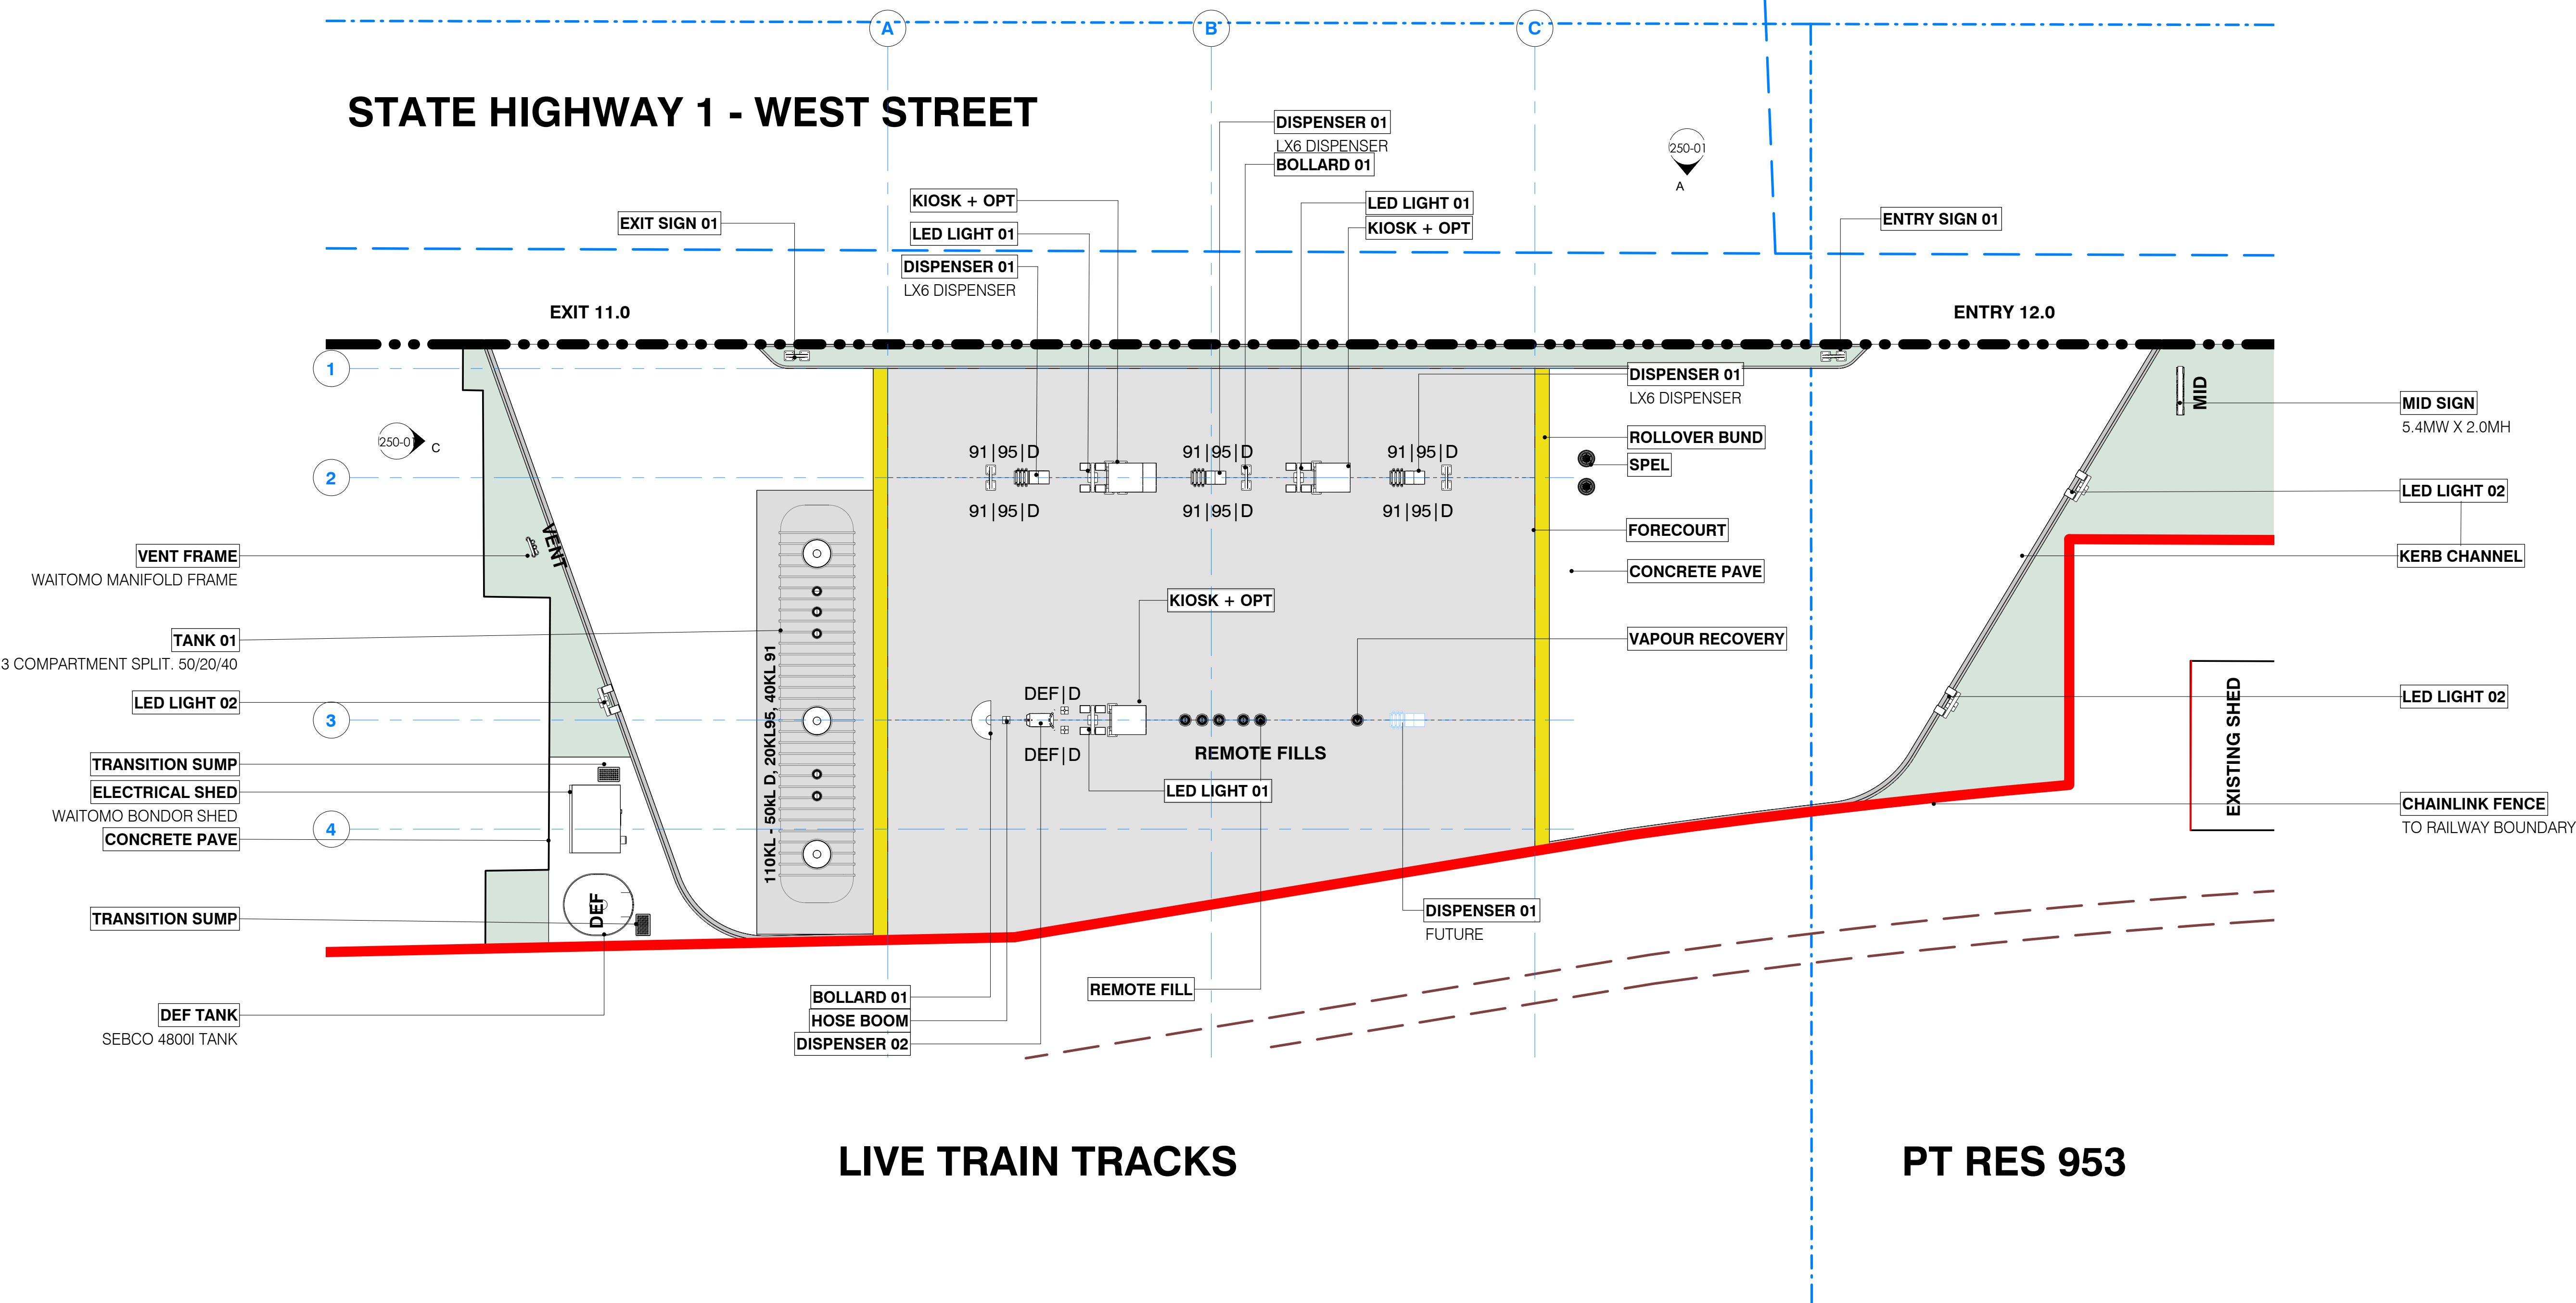 A
B
C
STATE HIGHWAY 1 - WEST STREET
DISPENSER 01
LX6 DISPENSER
BOLLARD 01
250-01
A
KIOSK + OPT
LED LIGHT 01
LED LIGHT 01
KIOSK + OPT
EXIT SIGN 01
ENTRY SIGN 01
DISPENSER 01
LX6 DISPENSER
EXIT 11.0
ENTRY 12.0
1
DISPENSER 01
LX6 DISPENSER
MID
MID SIGN
5.4MW X 2.0MH
250-01
C
ROLLOVER BUND
91|95|D
91|95|D
91|95|D
SPEL
2
LED LIGHT 02
91|95|D
91|95|D
91|95|D
FORECOURT
VENT
VENT FRAME
WAITOMO MANIFOLD FRAME
KERB CHANNEL
CONCRETE PAVE
KIOSK + OPT
TANK 01
3 COMPARTMENT SPLIT. 50/20/40
VAPOUR RECOVERY
110KL - 50kL D, 20KL95, 40KL 91
LED LIGHT 02
DEF|D
LED LIGHT 02
3
EXISTING SHED
DEF|D
REMOTE FILLS
TRANSITION SUMP
ELECTRICAL SHED
WAITOMO BONDOR SHED
LED LIGHT 01
CHAINLINK FENCE
TO RAILWAY BOUNDARY
4
CONCRETE PAVE
DEF
TRANSITION SUMP
DISPENSER 01
FUTURE
REMOTE FILL
BOLLARD 01
HOSE BOOM
DISPENSER 02
DEF TANK
SEBCO 4800l TANK
LIVE TRAIN TRACKS
PT RES 953